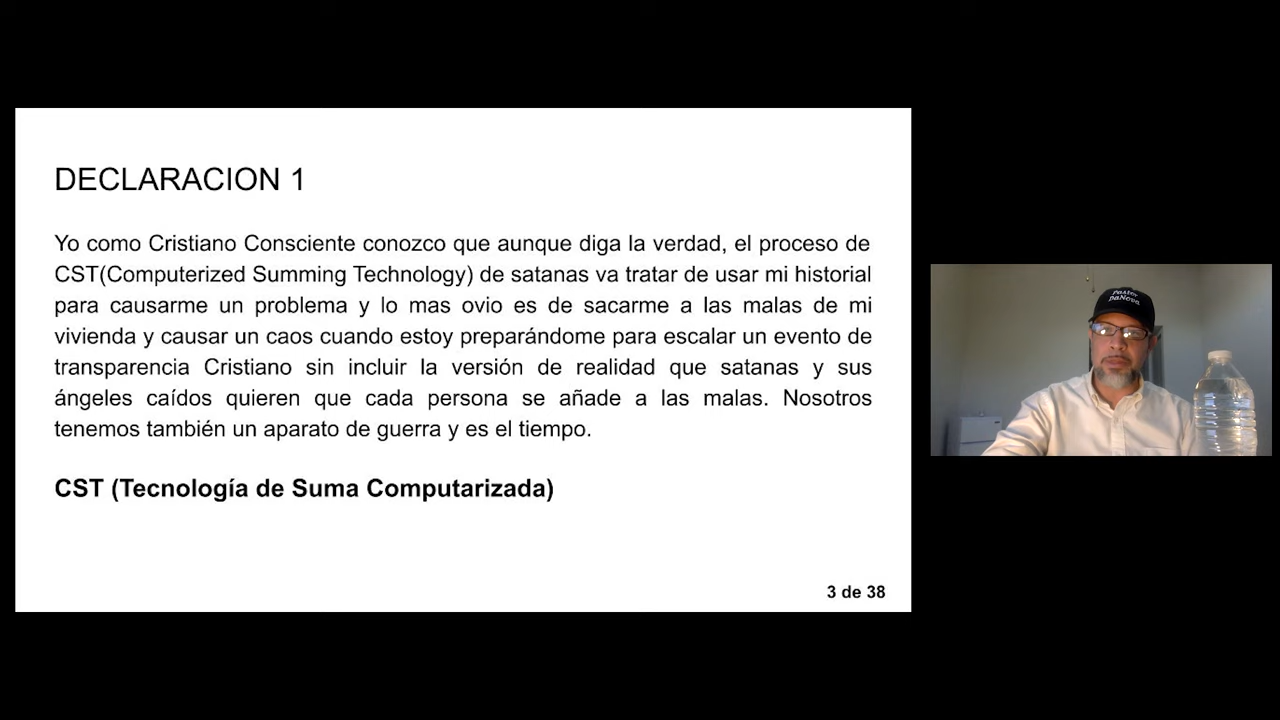 DECLARACION 1
Yo como Cristiano Consciente conozco que aunque diga la verdad, el proceso de
CST(Computerized Summing Technology) de satanas va tratar de usar mi historial
para causarme un problema y lo mas ovio es de sacarme a las malas de mi
vivienda y causar un caos cuando estoy preparándome para escalar un evento de
transparencia Cristiano sin incluir la versión de realidad que satanas y sus
ángeles caídos quieren que cada persona se añade a las malas. Nosotros
tenemos también un aparato de guerra y es el tiempo.
CST (Tecnología de Suma Computarizada)
3 de 38
Pastor
DaNova